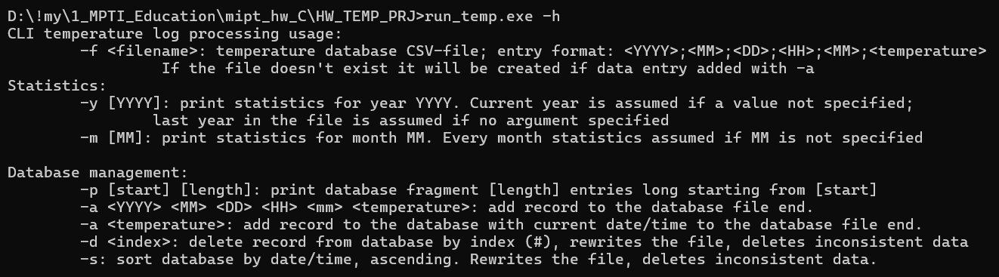 D:\!my\1_MPTI_Education\mipt_hw_C\HW_TEMP_PRJ>run_temp.exe -h
CLI temperature log processing usage:
        -f <filename>: temperature database CSV-file; entry format: <YYYY>;<MM>;<DD>;<HH>;<MM>;<temperature>
                 If the file doesn't exist it will be created if data entry added with -a
Statistics:
        -y [YYYY]: print statistics for year YYYY. Current year is assumed if a value not specified;
                last year in the file is assumed if no argument specified
        -m [MM]: print statistics for month MM. Every month statistics assumed if MM is not specified

Database management:
        -p [start] [length]: print database fragment [length] entries long starting from [start]
        -a <YYYY> <MM> <DD> <HH> <mm> <temperature>: add record to the database file end.
        -a <temperature>: add record to the database with current date/time to the database file end.
        -d <index>: delete record from database by index (#), rewrites the file, deletes inconsistent data
        -s: sort database by date/time, ascending. Rewrites the file, deletes inconsistent data.